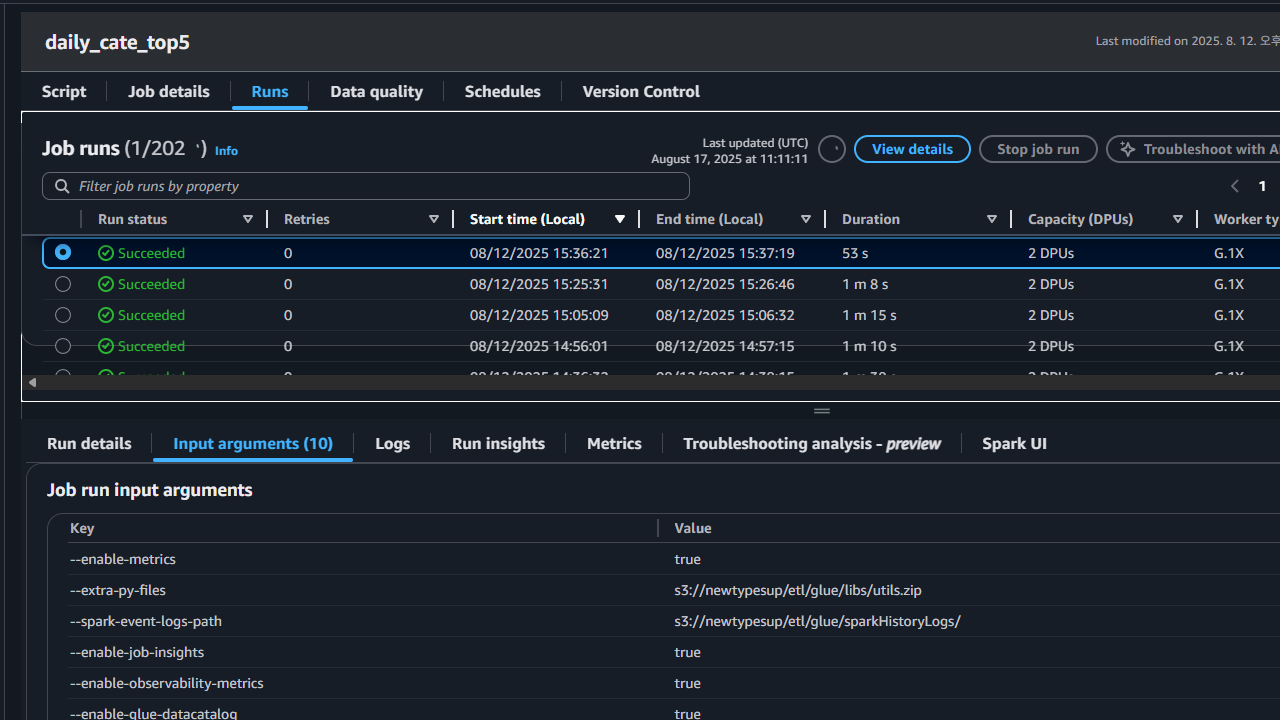 daily_cate_top5
Last modified on 2025. 8. 12. 오후
Script Job details Runs Data quality Schedules Version Control
Job runs (1/202 ) Info
Last updated (UTC)
August 17, 2025 at 11:11:11
View details Stop job run Troubleshoot with AI
Filter job runs by property
1
Run status Retries Start time (Local) End time (Local) Duration Capacity (DPUs) Worker ty
Succeeded 0 08/12/2025 15:36:21 08/12/2025 15:37:19 53 s 2 DPUs G.1X
Succeeded 0 08/12/2025 15:25:31 08/12/2025 15:26:46 1 m 8 s 2 DPUs G.1X
Succeeded 0 08/12/2025 15:05:09 08/12/2025 15:06:32 1 m 15 s 2 DPUs G.1X
Succeeded 0 08/12/2025 14:56:01 08/12/2025 14:57:15 1 m 10 s 2 DPUs G.1X
Run details Input arguments (10) Logs Run insights Metrics Troubleshooting analysis - preview Spark UI
Job run input arguments
Key Value
--enable-metrics true
--extra-py-files s3://newtypesup/etl/glue/libs/utils.zip
--spark-event-logs-path s3://newtypesup/etl/glue/sparkHistoryLogs/
--enable-job-insights true
--enable-observability-metrics true
--enable-glue-datacatalog true